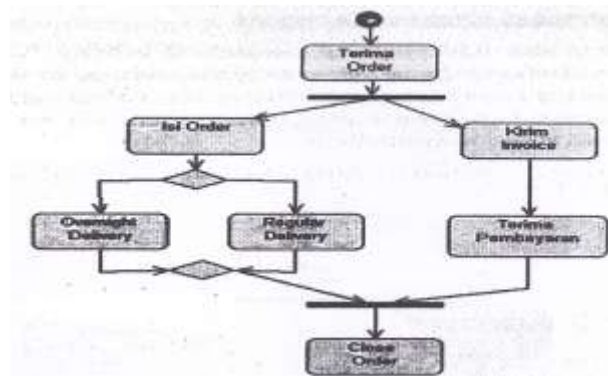 Terima
Order
Isi Order
Kirim
Invoice
Overnight
Delivery
Regular
Delivery
Terima
Pembayaran
Close
Order